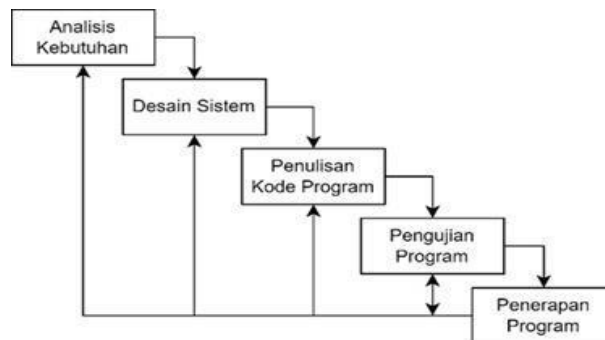 Analisis
Kebutuhan
Desain Sistem
Penulisan
Kode Program
Pengujian
Program
Penerapan
Program